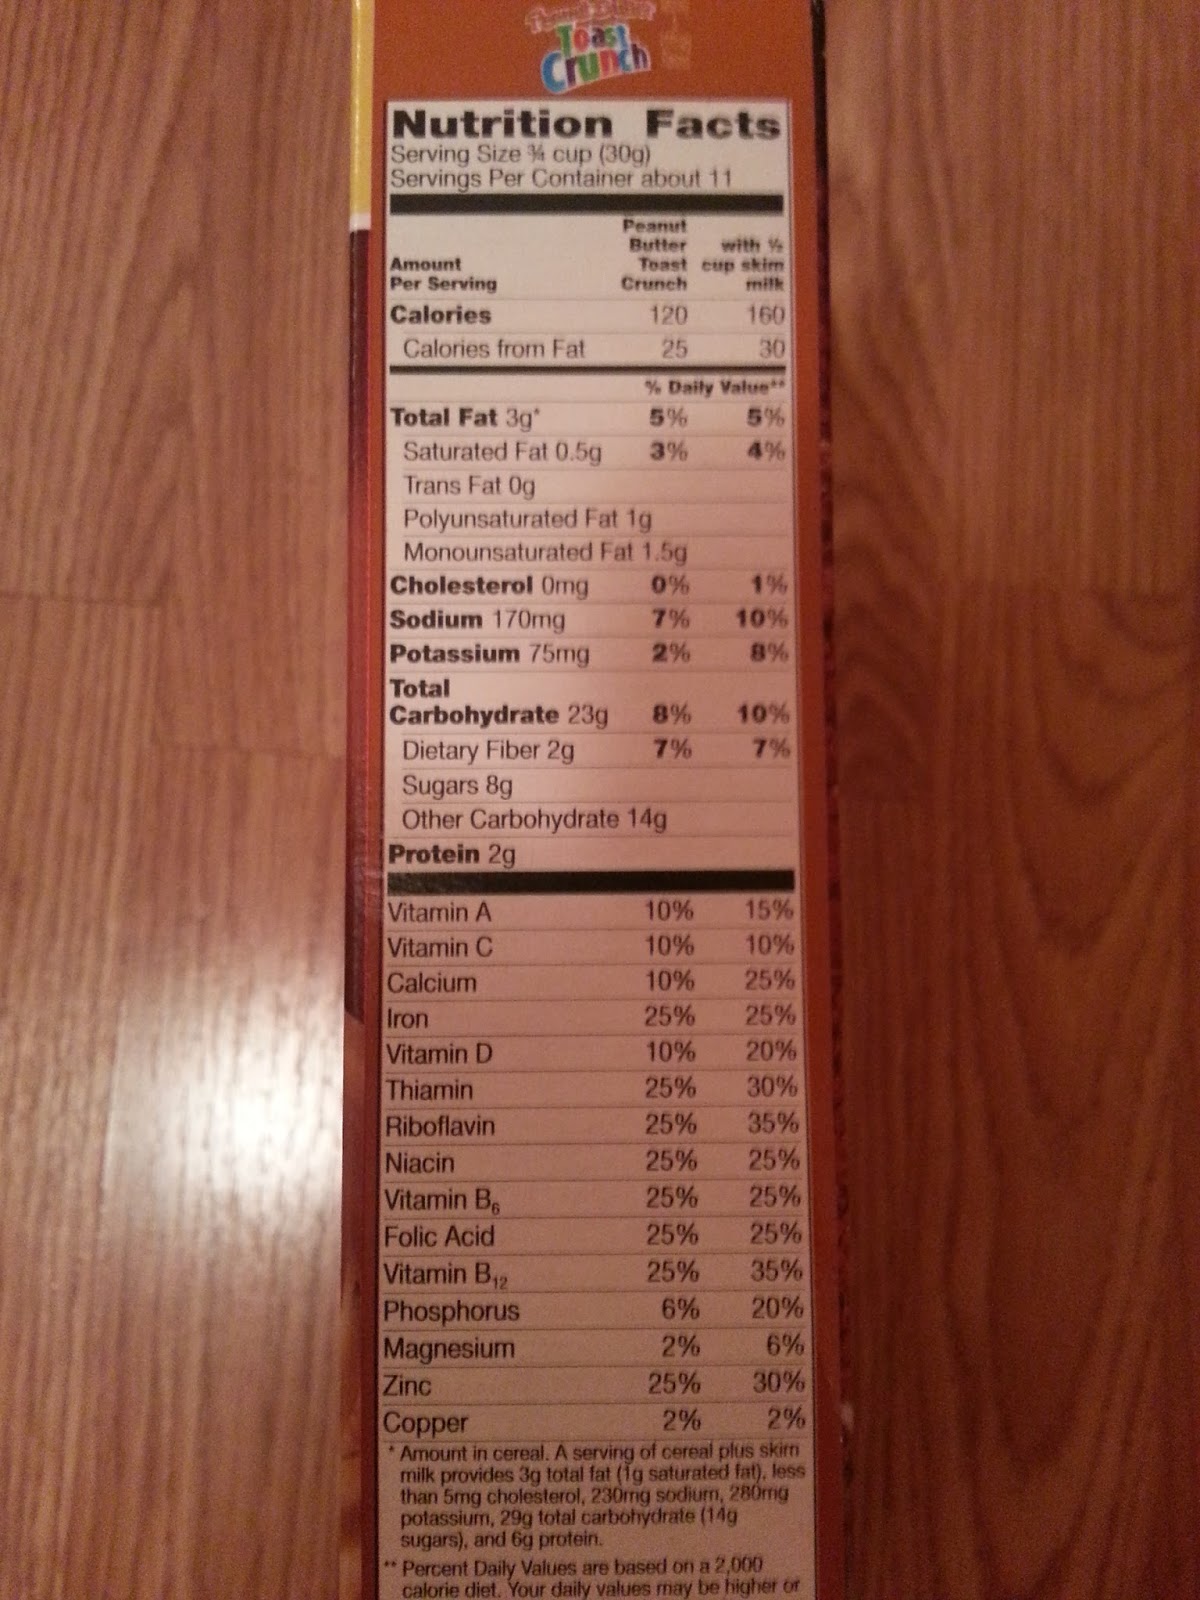 Peanut Butter
Toast
Crunch
Nutrition Facts
Serving Size ¾ cup (30g)
Servings Per Container about 11
Amount
Per Serving
Peanut
Butter
Toast
Crunch
with ½
cup skim
milk
Calories 120 160
Calories from Fat 25 30
% Daily Value**
Total Fat 3g* 5% 5%
Saturated Fat 0.5g 3% 4%
Trans Fat 0g
Polyunsaturated Fat 1g
Monounsaturated Fat 1.5g
Cholesterol 0mg 0% 1%
Sodium 170mg 7% 10%
Potassium 75mg 2% 8%
Total
Carbohydrate 23g 8% 10%
Dietary Fiber 2g 7% 7%
Sugars 8g
Other Carbohydrate 14g
Protein 2g
Vitamin A 10% 15%
Vitamin C 10% 10%
Calcium 10% 25%
Iron 25% 25%
Vitamin D 10% 20%
Thiamin 25% 30%
Riboflavin 25% 35%
Niacin 25% 25%
Vitamin B6 25% 25%
Folic Acid 25% 25%
Vitamin B12 25% 35%
Phosphorus 6% 20%
Magnesium 2% 6%
Zinc 25% 30%
Copper 2% 2%
* Amount in cereal. A serving of cereal plus skim
milk provides 3g total fat (1g saturated fat), less
than 5mg cholesterol, 230mg sodium, 280mg
potassium, 29g total carbohydrate (14g
sugars), and 6g protein.
** Percent Daily Values are based on a 2,000
calorie diet. Your daily values may be higher or